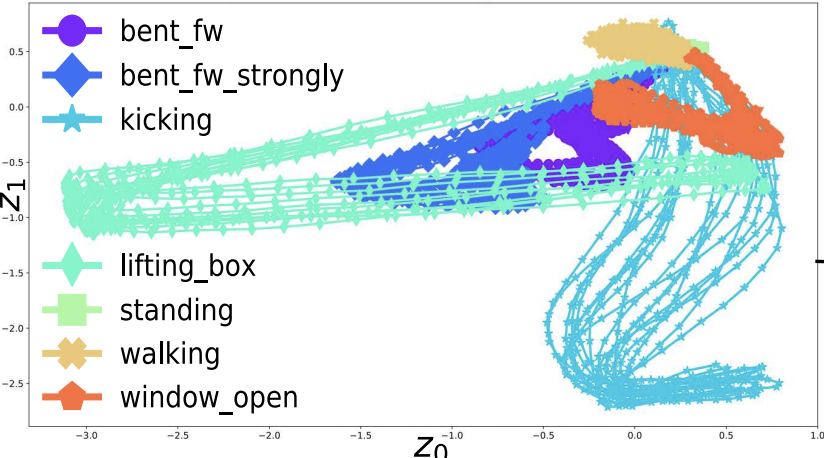 bent_fw
bent_fw_strongly
kicking
lifting_box
standing
walking
window_open
0.5
0.0
−0.5
−1.0
−1.5
−2.0
−2.5
z1
−3.0 −2.5 −2.0 −1.5 −1.0 −0.5 0.0 0.5 1.0
z0